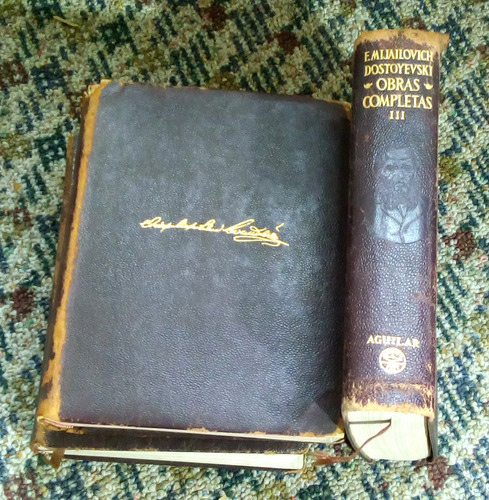 F. MIJAILOVICH
DOSTOYEVSKI
OBRAS
COMPLETAS
III
AGUILAR